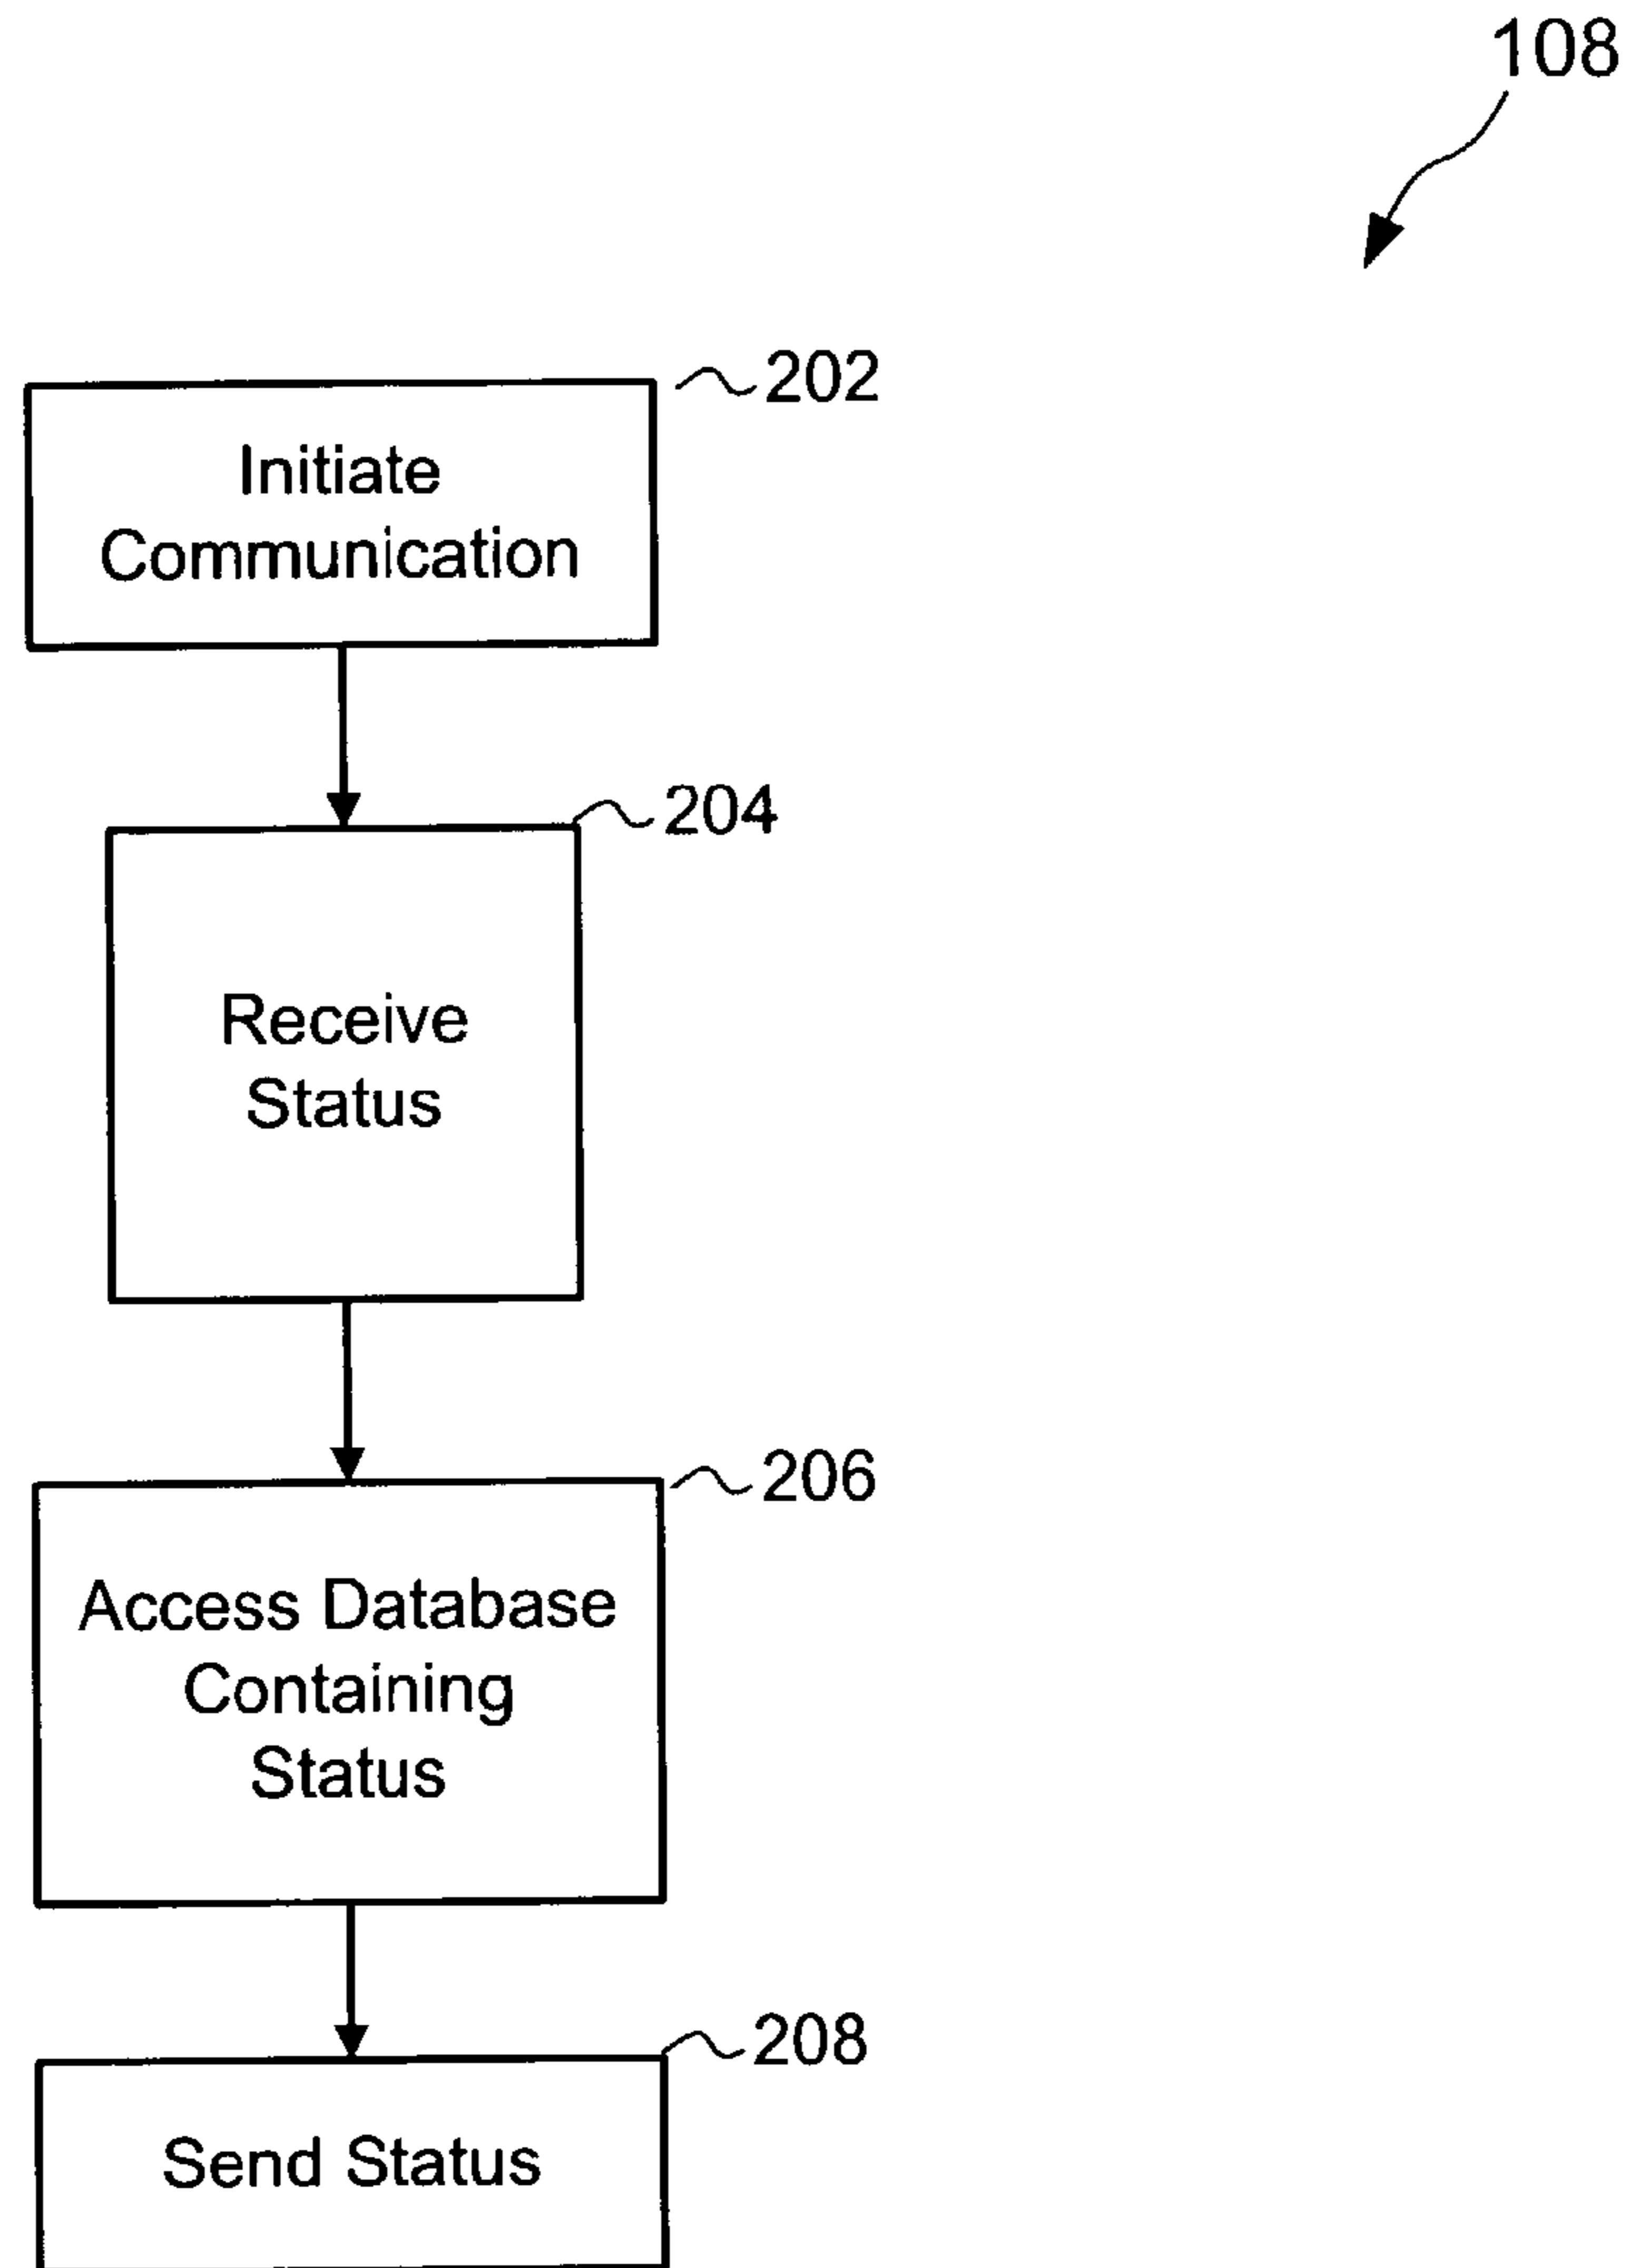 108
202
Initiate
Communication
204
Receive
Status
206
Access Database
Containing
Status
208
Send Status